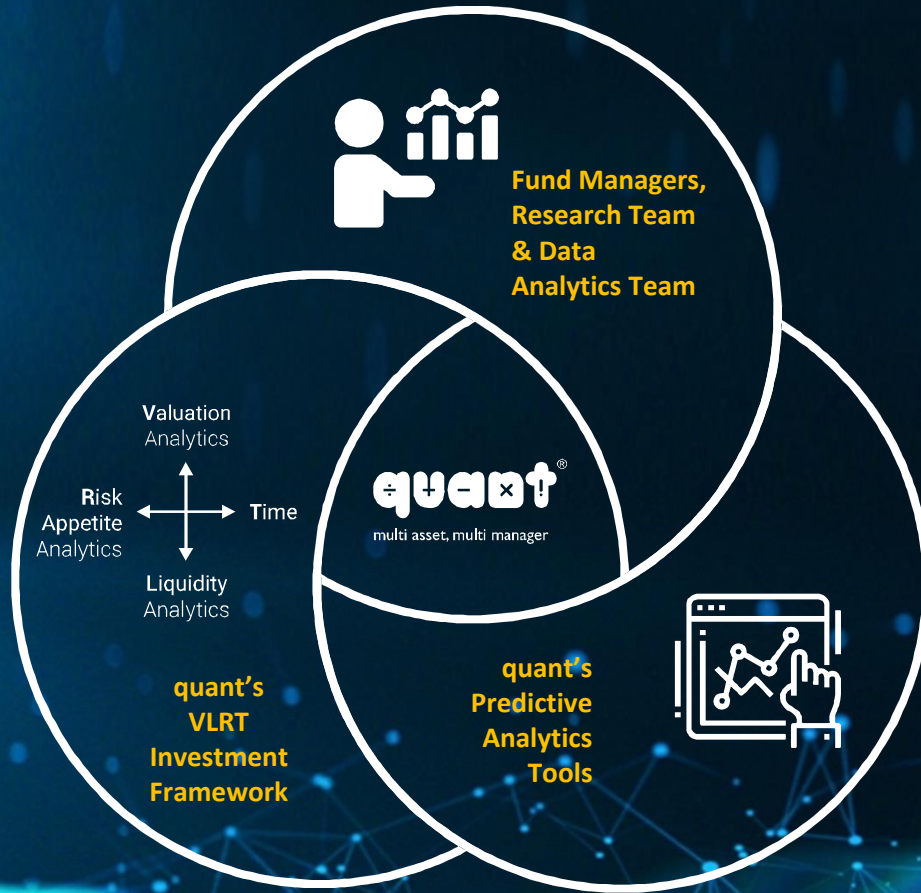 Fund Managers,
Research Team
& Data
Analytics Team
Valuation
Analytics
Risk
Appetite
Analytics
Time
Liquidity
Analytics
quant®
÷ + − × !
multi asset, multi manager
quant’s
VLRT
Investment
Framework
quant’s
Predictive
Analytics
Tools